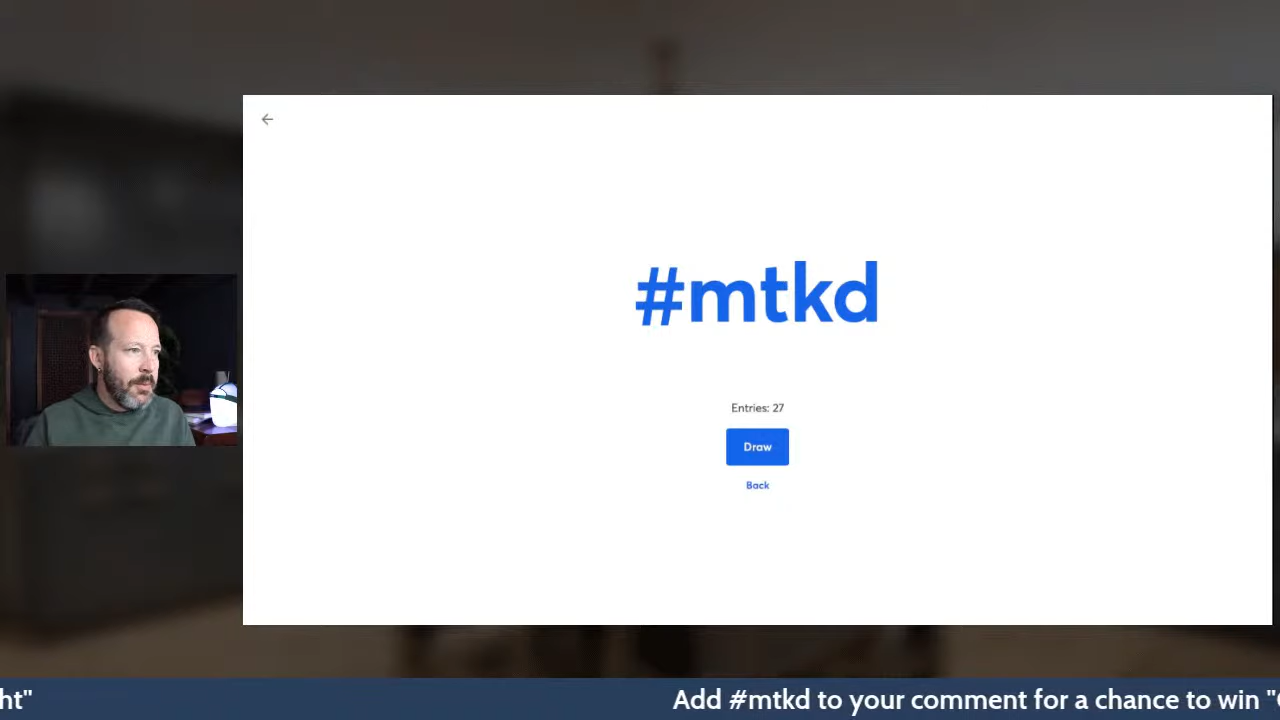 #mtkd
Entries: 27
Draw
Back
ht" Add #mtkd to your comment for a chance to win "